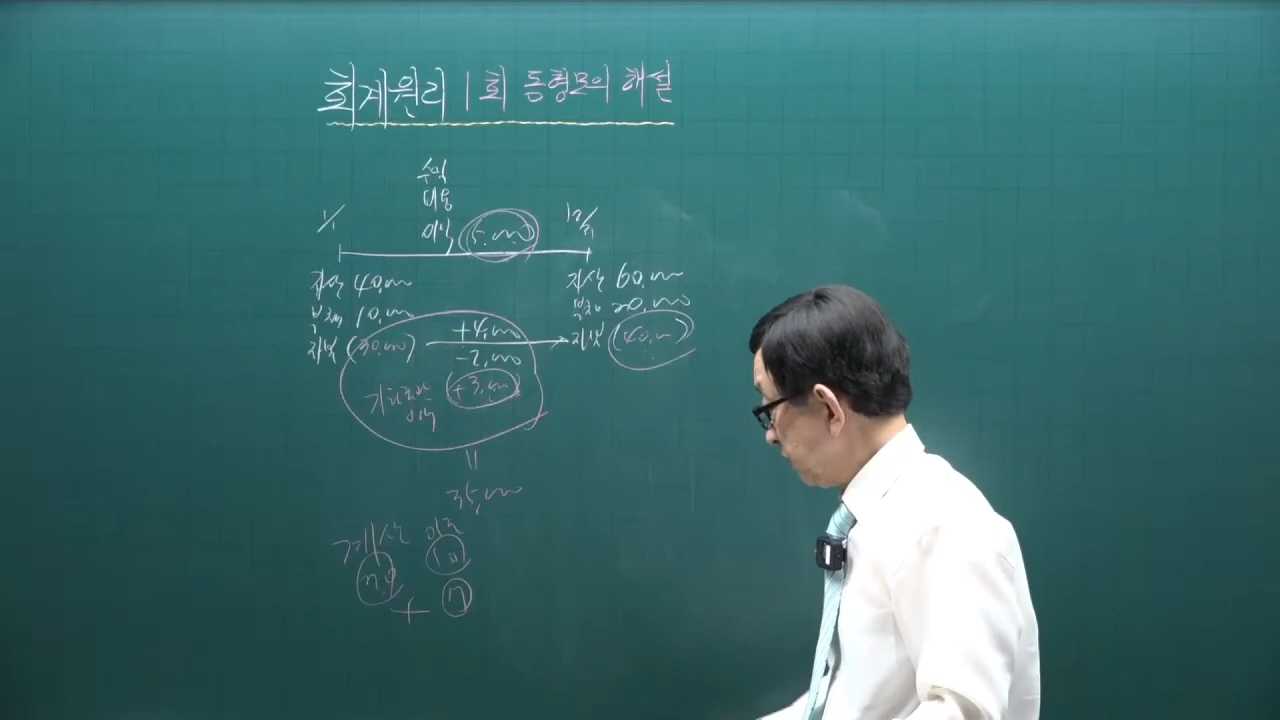 회계원리 1회 동형모의 해설
수익
비용
1/1 이익 (5,000) 12/31
자산 40,000 자산 60,000
부채 10,000 부채 20,000
자본 (30,000) +4,000 자본 (40,000)
-2,000
기타포괄 (+3,000)
이익
=
35,000
계산 이론
+ 17